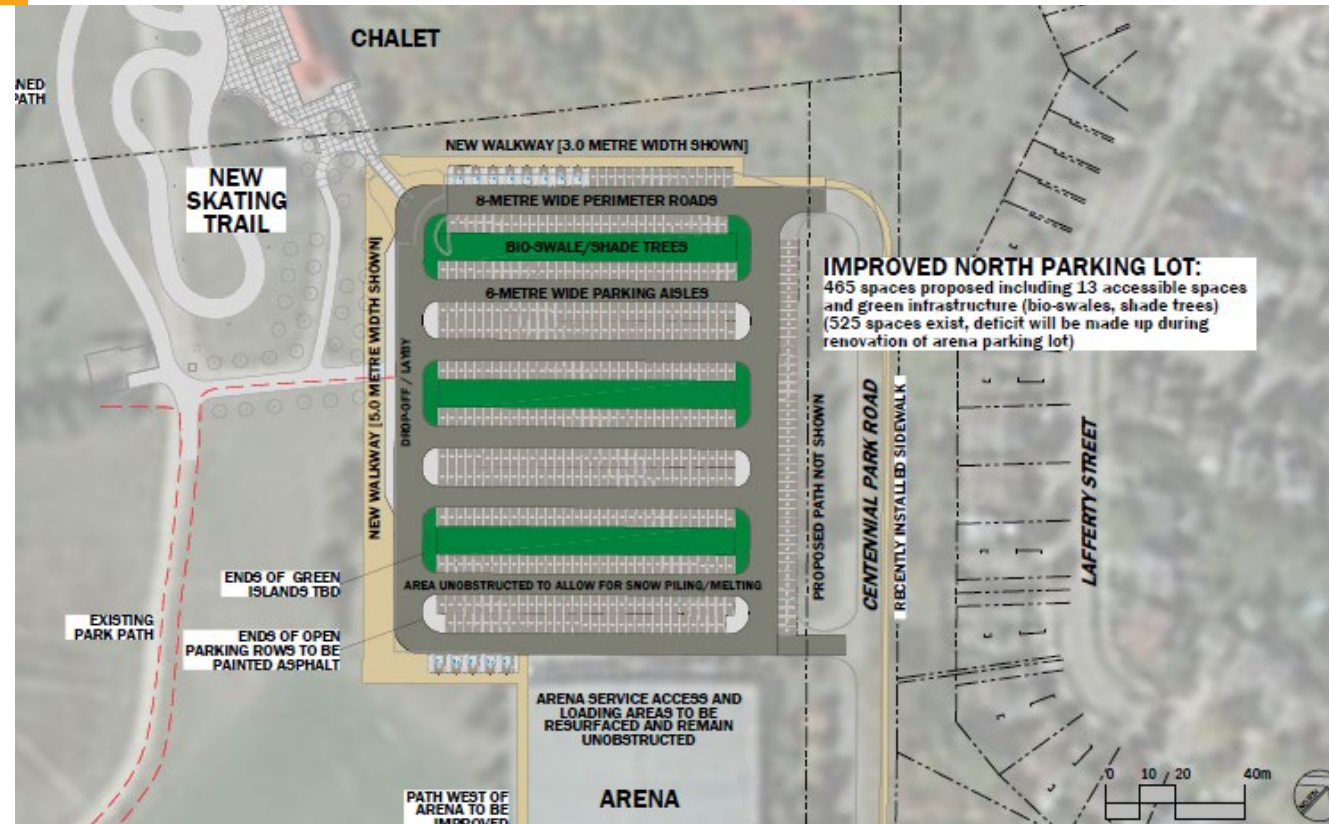 CHALET
NED
PATH
NEW WALKWAY [3.0 METRE WIDTH SHOWN]
NEW
SKATING
TRAIL
8-METRE WIDE PERIMETER ROADS
BIO-SWALE/SHADE TREES
6-METRE WIDE PARKING AISLES
NEW WALKWAY [5.0 METRE WIDTH SHOWN]
DROP-OFF / LAYBY
IMPROVED NORTH PARKING LOT:
465 spaces proposed including 13 accessible spaces
and green infrastructure (bio-swales, shade trees)
(525 spaces exist, deficit will be made up during
renovation of arena parking lot)
PROPOSED PATH NOT SHOWN
CENTENNIAL PARK ROAD
RECENTLY INSTALLED SIDEWALK
LAFFERTY STREET
ENDS OF GREEN
ISLANDS TBD
AREA UNOBSTRUCTED TO ALLOW FOR SNOW PILING/MELTING
EXISTING
PARK PATH
ENDS OF OPEN
PARKING ROWS TO BE
PAINTED ASPHALT
ARENA SERVICE ACCESS AND
LOADING AREAS TO BE
RESURFACED AND REMAIN
UNOBSTRUCTED
ARENA
PATH WEST OF
ARENA TO BE
IMPROVED
0 10 / 20 40m